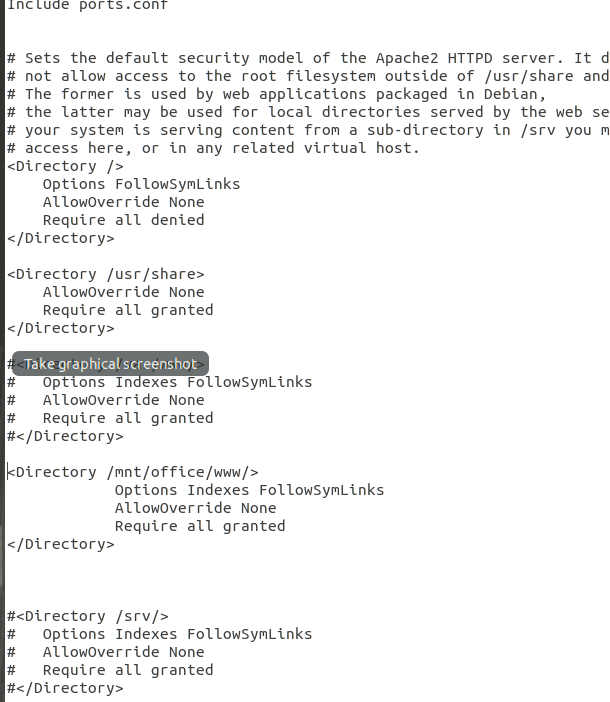 Include ports.conf
# Sets the default security model of the Apache2 HTTPD server. It d
# not allow access to the root filesystem outside of /usr/share and
# The former is used by web applications packaged in Debian,
# the latter may be used for local directories served by the web se
# your system is serving content from a sub-directory in /srv you m
# access here, or in any related virtual host.
<Directory />
    Options FollowSymLinks
    AllowOverride None
    Require all denied
</Directory>
<Directory /usr/share>
    AllowOverride None
    Require all granted
</Directory>
Take graphical screenshot
#   Options Indexes FollowSymLinks
#   AllowOverride None
#   Require all granted
#</Directory>
<Directory /mnt/office/www/>
            Options Indexes FollowSymLinks
            AllowOverride None
            Require all granted
</Directory>
#<Directory /srv/>
#   Options Indexes FollowSymLinks
#   AllowOverride None
#   Require all granted
#</Directory>